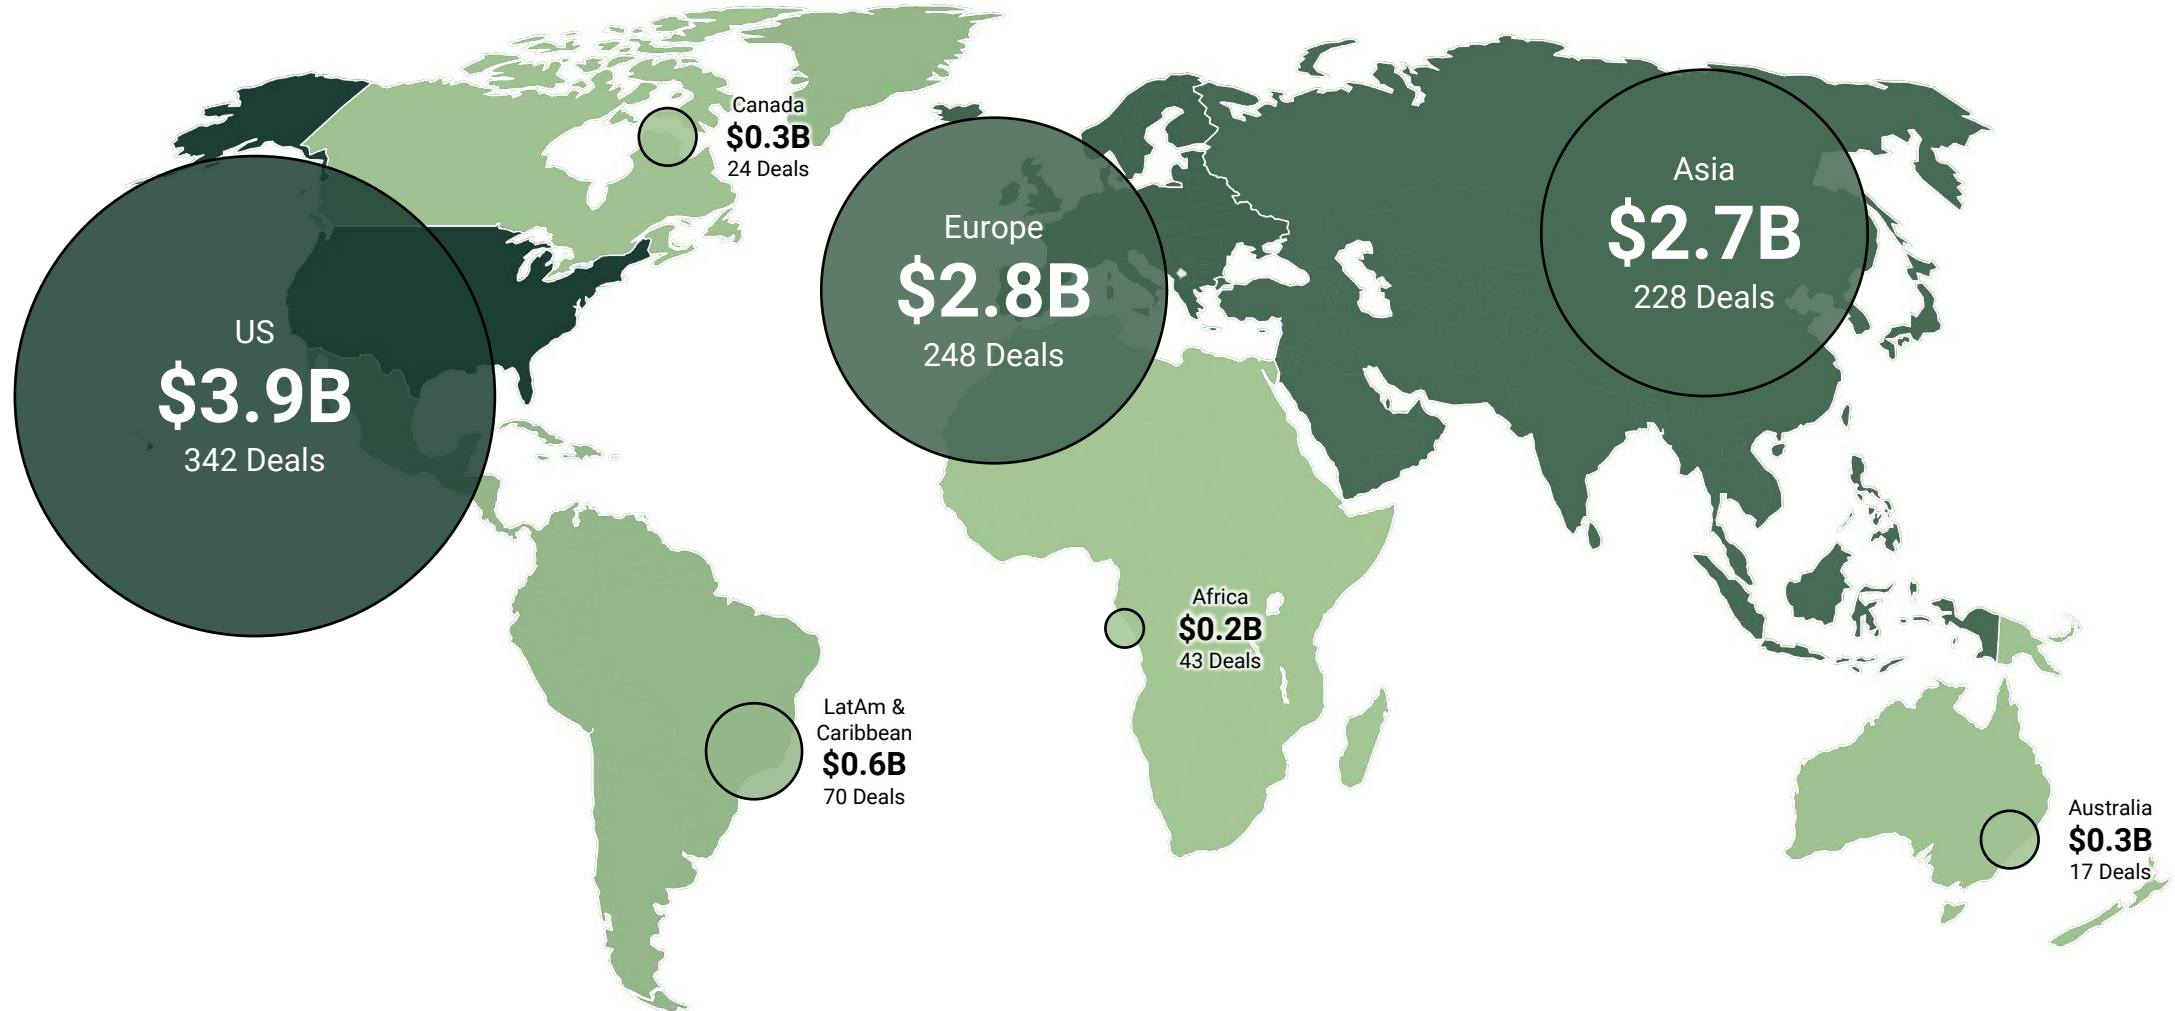 Canada
$0.3B
24 Deals
US
$3.9B
342 Deals
Europe
$2.8B
248 Deals
Asia
$2.7B
228 Deals
Africa
$0.2B
43 Deals
LatAm &
Caribbean
$0.6B
70 Deals
Australia
$0.3B
17 Deals